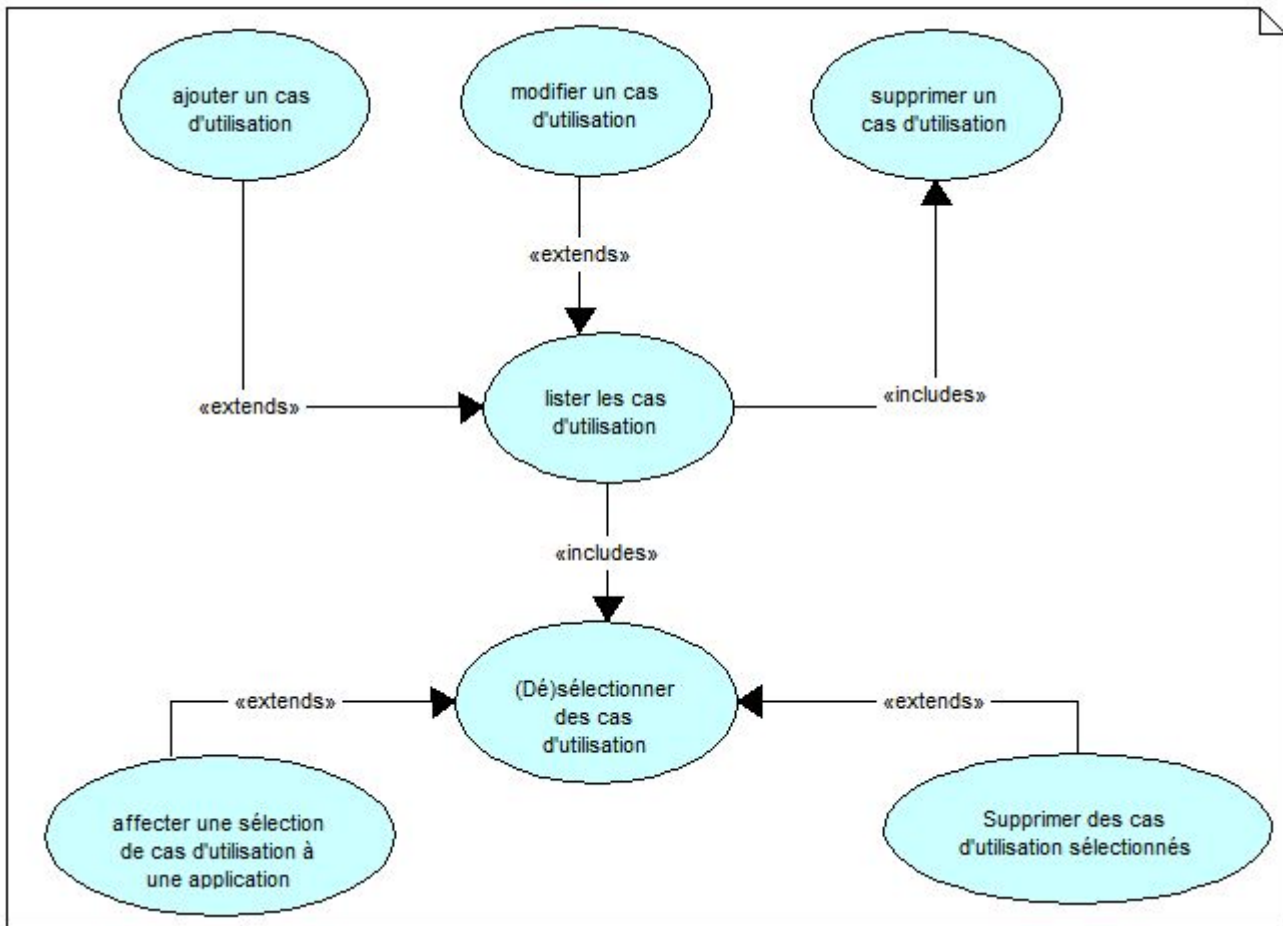 ajouter un cas
d'utilisation
modifier un cas
d'utilisation
supprimer un
cas d'utilisation
«extends»
«extends»
lister les cas
d'utilisation
«includes»
«includes»
(Dé)sélectionner
des cas
d'utilisation
«extends»
«extends»
affecter une sélection
de cas d'utilisation à
une application
Supprimer des cas
d'utilisation sélectionnés